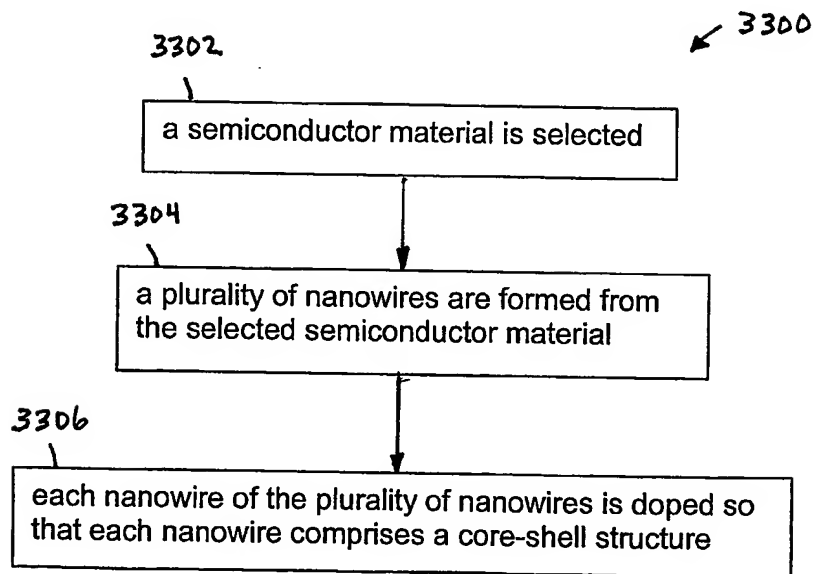 3300
3302
a semiconductor material is selected
3304
a plurality of nanowires are formed from
the selected semiconductor material
3306
each nanowire of the plurality of nanowires is doped so
that each nanowire comprises a core-shell structure